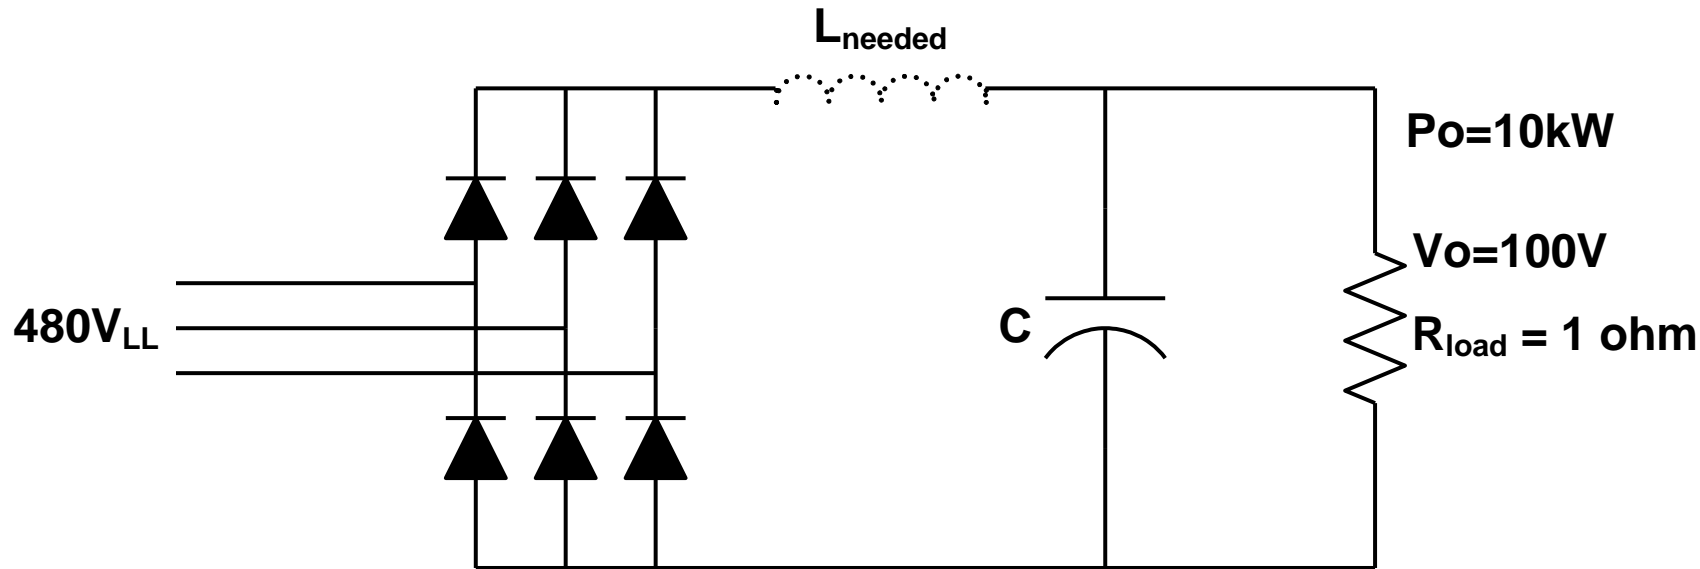 Lneeded
Po=10kW
Vo=100V
480VLL
C
Rload = 1 ohm